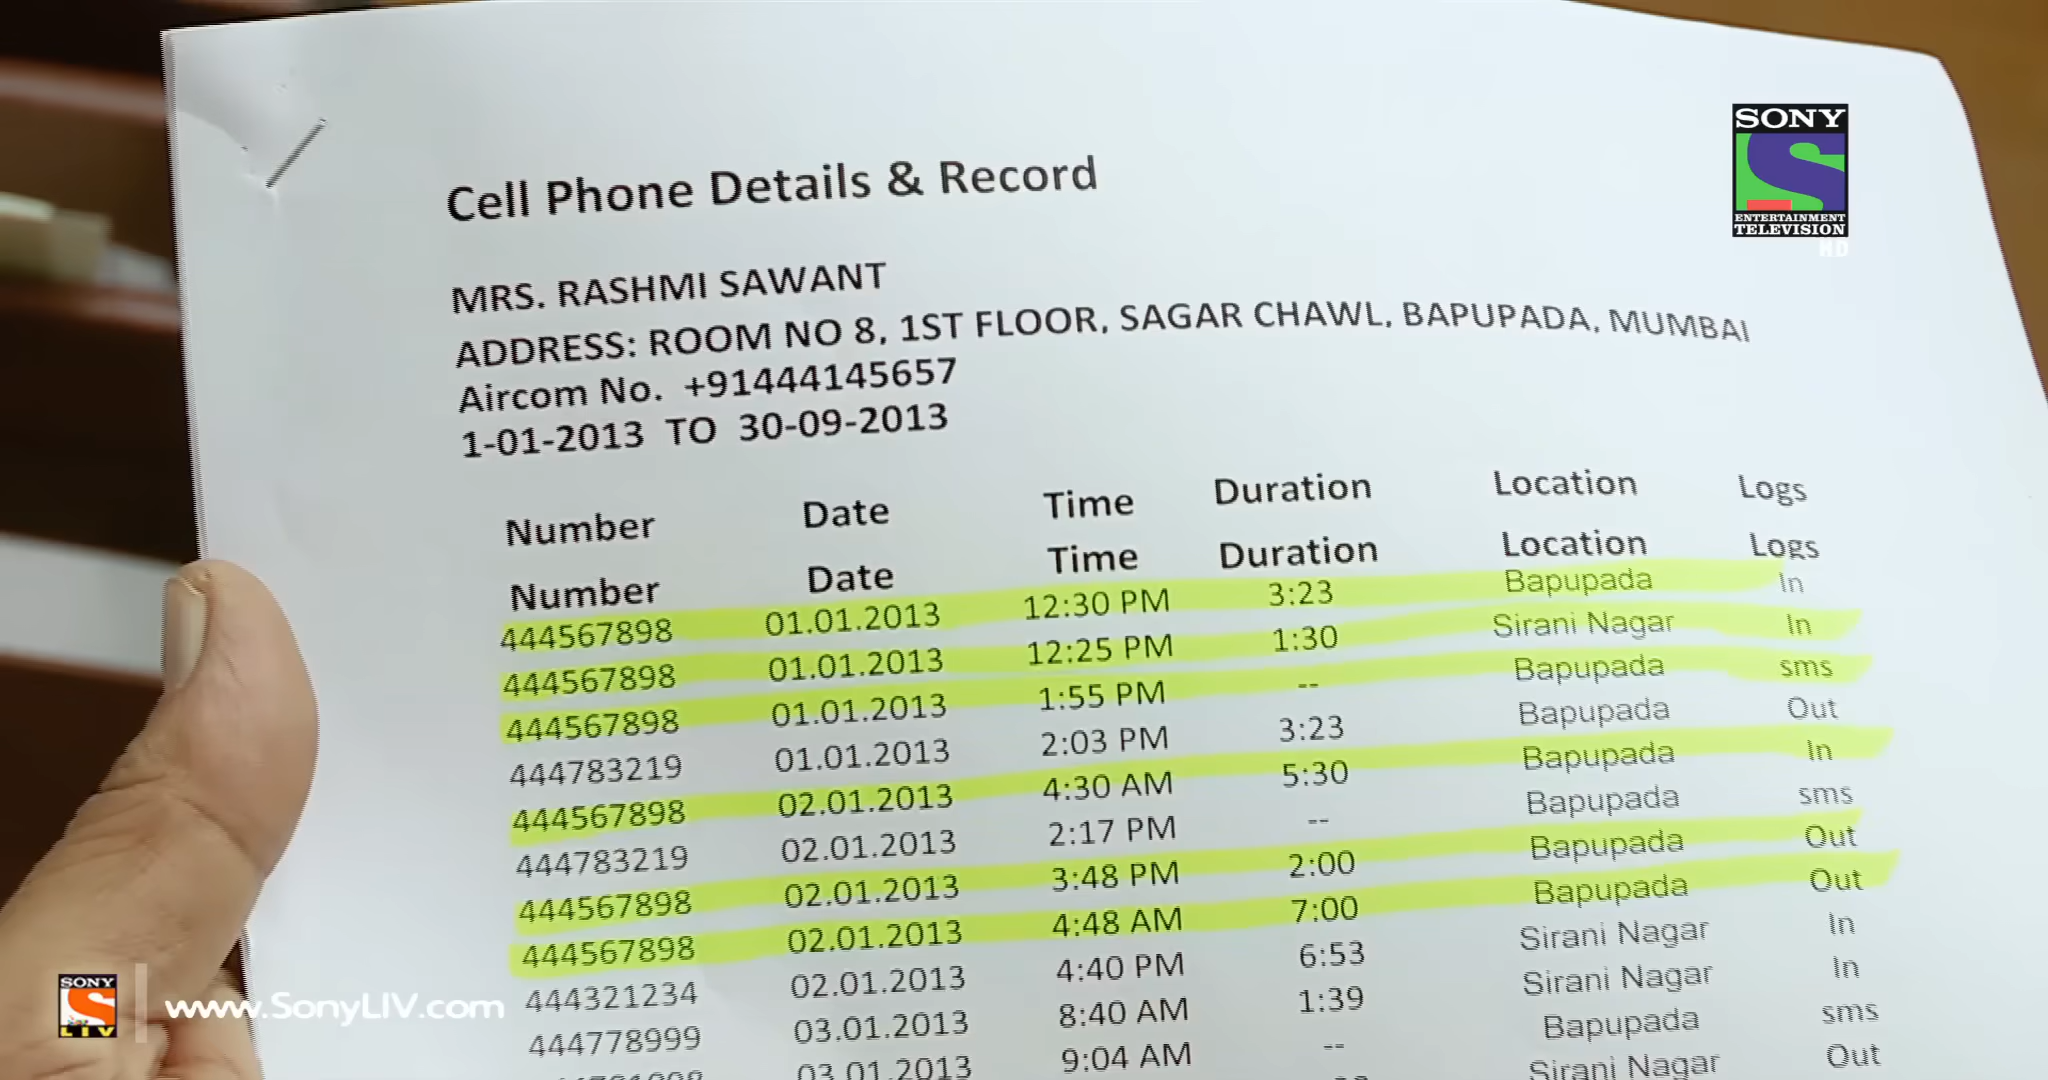 SONY
ENTERTAINMENT
TELEVISION
HD
Cell Phone Details & Record
MRS. RASHMI SAWANT
ADDRESS: ROOM NO 8, 1ST FLOOR, SAGAR CHAWL, BAPUPADA, MUMBAI
Aircom No. +91444145657
1-01-2013 TO 30-09-2013
Number Date Time Duration Location Logs
Number Date Time Duration Location Logs
444567898 01.01.2013 12:30 PM 3:23 Bapupada In
444567898 01.01.2013 12:25 PM 1:30 Sirani Nagar In
444567898 01.01.2013 1:55 PM -- Bapupada sms
444783219 01.01.2013 2:03 PM 3:23 Bapupada Out
444567898 02.01.2013 4:30 AM 5:30 Bapupada In
444783219 02.01.2013 2:17 PM -- Bapupada sms
444567898 02.01.2013 3:48 PM 2:00 Bapupada Out
444567898 02.01.2013 4:48 AM 7:00 Bapupada Out
444321234 02.01.2013 4:40 PM 6:53 Sirani Nagar In
444778999 03.01.2013 8:40 AM 1:39 Sirani Nagar In
03.01.2013 9:04 AM -- Bapupada sms
Sirani Nagar Out
SONY
LIV
www.SonyLIV.com